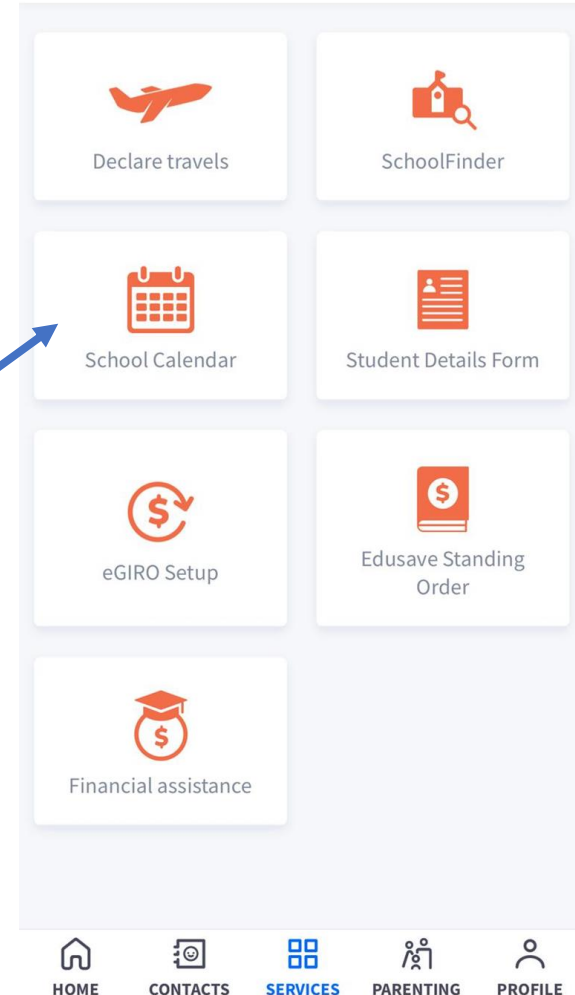 Declare travels
SchoolFinder
School Calendar
Student Details Form
$
eGIRO Setup
$
Edusave Standing
Order
$
Financial assistance
HOME
CONTACTS
SERVICES
PARENTING
PROFILE